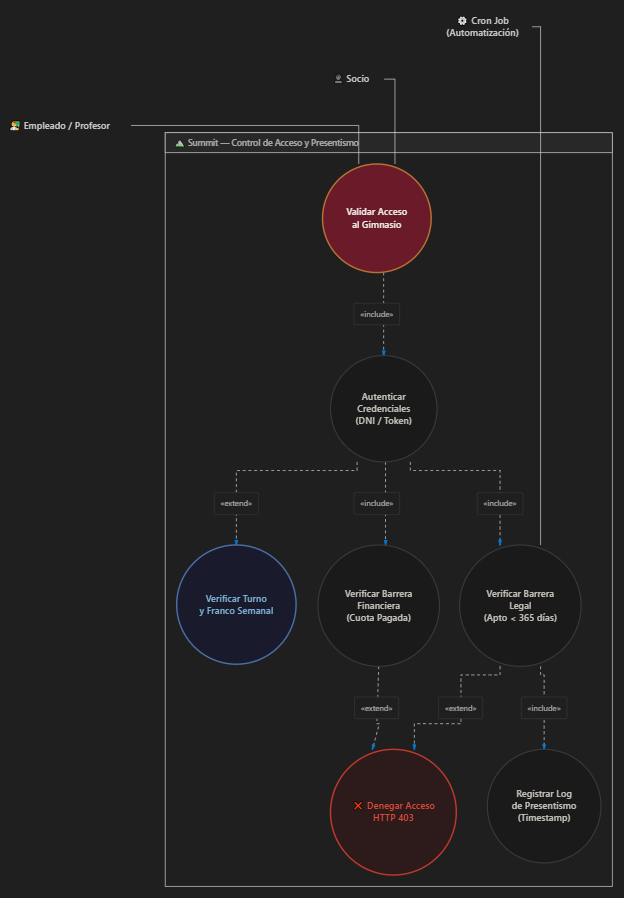 Cron Job
(Automatización)
Socio
Empleado / Profesor
Summit — Control de Acceso y Presentismo
Validar Acceso
al Gimnasio
«include»
Autenticar
Credenciales
(DNI / Token)
«extend»
«include»
«include»
Verificar Turno
y Franco Semanal
Verificar Barrera
Financiera
(Cuota Pagada)
Verificar Barrera
Legal
(Apto < 365 días)
«extend»
«extend»
«include»
Denegar Acceso
HTTP 403
Registrar Log
de Presentismo
(Timestamp)